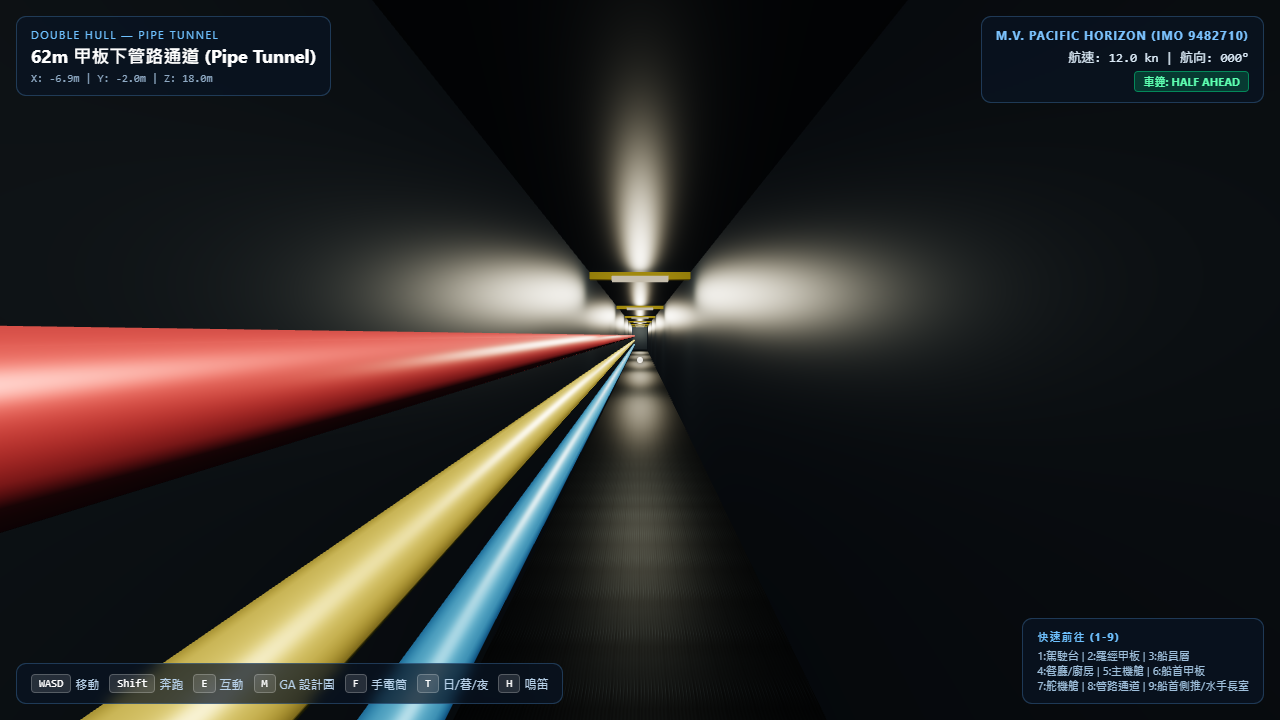 DOUBLE HULL — PIPE TUNNEL
62m 甲板下管路通道 (Pipe Tunnel)
X: -6.9m | Y: -2.0m | Z: 18.0m
M.V. PACIFIC HORIZON (IMO 9482710)
航速: 12.0 kn | 航向: 000°
車鐘: HALF AHEAD
WASD 移動 Shift 奔跑 E 互動 M GA 設計圖 F 手電筒 T 日/暮/夜 H 鳴笛
快速前往 (1-9)
1:駕駛台 | 2:羅經甲板 | 3:船員層
4:餐廳/廚房 | 5:主機艙 | 6:船首甲板
7:舵機艙 | 8:管路通道 | 9:船首側推/水手長室